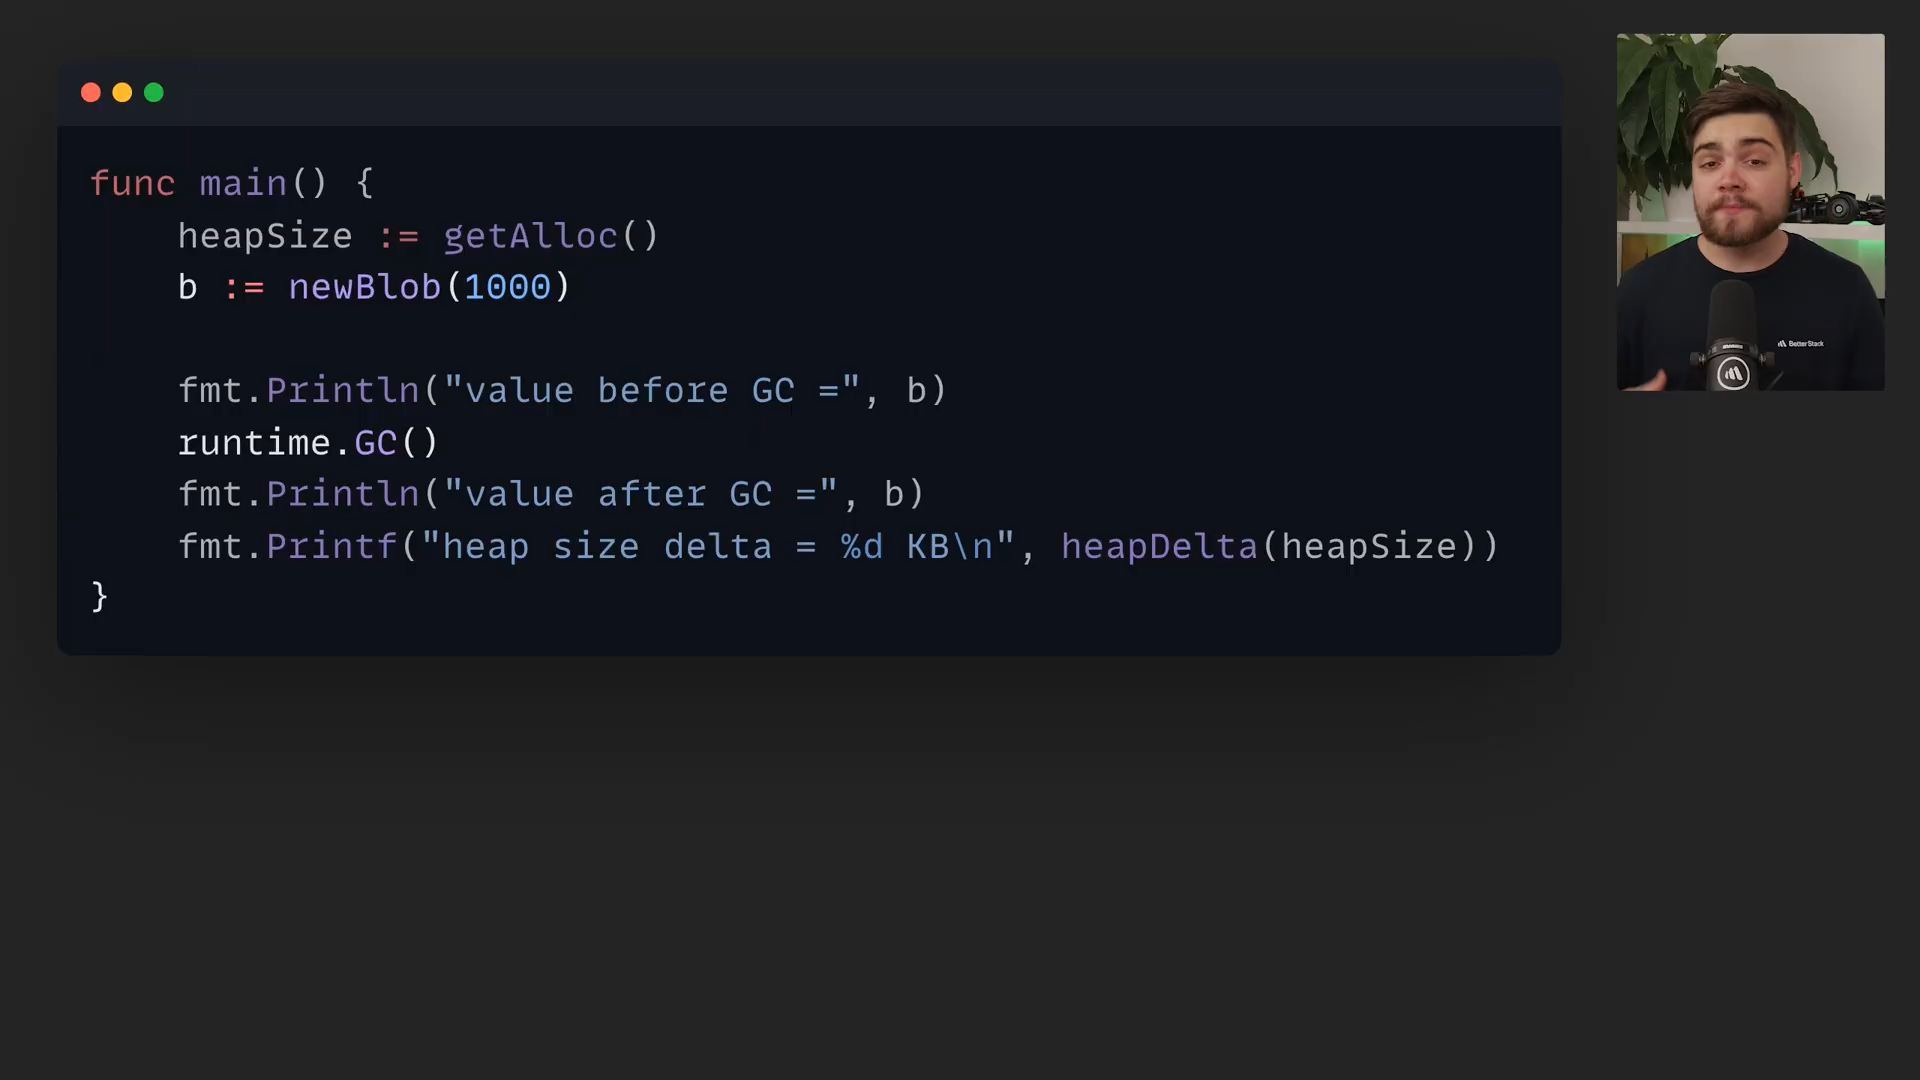 func main() {
    heapSize := getAlloc()
    b := newBlob(1000)
    fmt.Println("value before GC =", b)
    runtime.GC()
    fmt.Println("value after GC =", b)
    fmt.Printf("heap size delta = %d KB\n", heapDelta(heapSize))
}
BetterStack